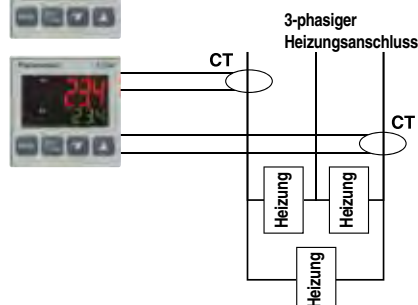 3-phasiger
Heizungsanschluss
CT
Panasonic
234
234
CT
Heizung
Heizung
Heizung